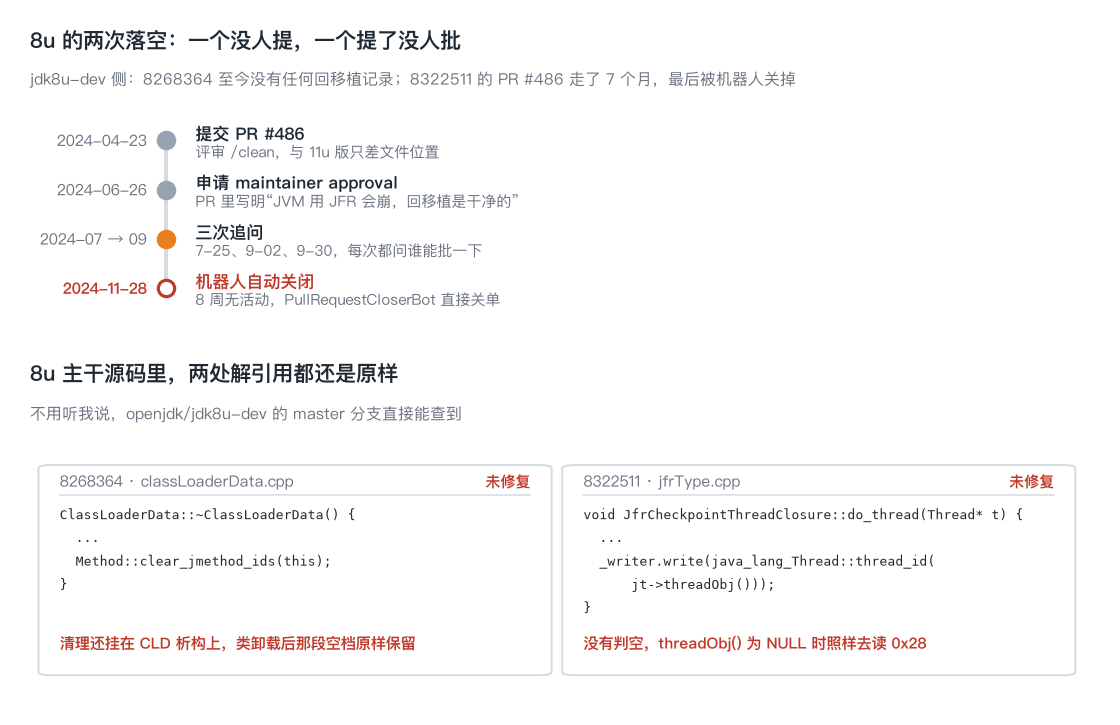 8u 的两次落空：一个没人提，一个提了没人批
jdk8u-dev 侧：8268364 至今没有任何回移植记录；8322511 的 PR #486 走了 7 个月，最后被机器人关掉
2024-04-23
提交 PR #486
评审 /clean，与 11u 版只差文件位置
2024-06-26
申请 maintainer approval
PR 里写明“JVM 用 JFR 会崩，回移植是干净的”
2024-07 → 09
三次追问
7-25、9-02、9-30，每次都问谁能批一下
2024-11-28
机器人自动关闭
8 周无活动，PullRequestCloserBot 直接关单
8u 主干源码里，两处解引用都还是原样
不用听我说，openjdk/jdk8u-dev 的 master 分支直接能查到
8268364 · classLoaderData.cpp
未修复
ClassLoaderData::~ClassLoaderData() {
...
Method::clear_jmethod_ids(this);
}
清理还挂在 CLD 析构上，类卸载后那段空档原样保留
8322511 · jfrType.cpp
未修复
void JfrCheckpointThreadClosure::do_thread(Thread* t) {
...
_writer.write(java_lang_Thread::thread_id(
jt->threadObj()));
}
没有判空，threadObj() 为 NULL 时照样去读 0x28